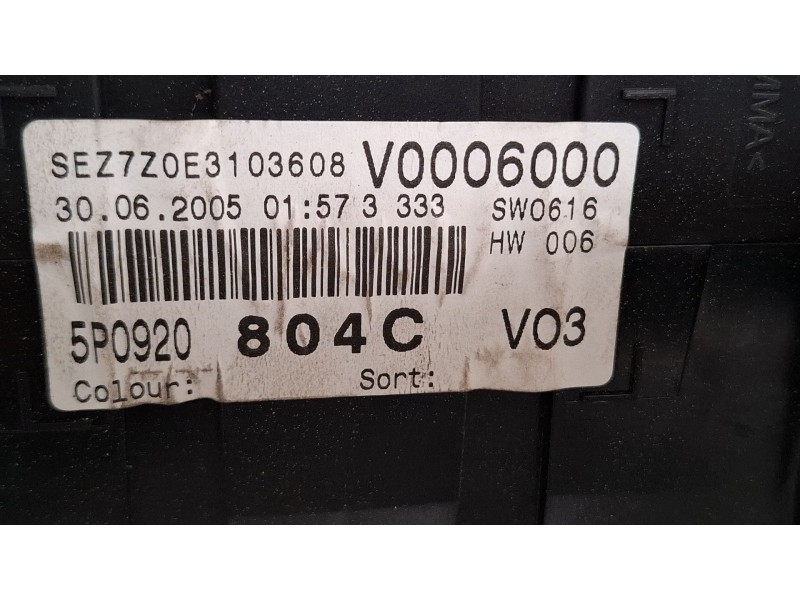 SEZ7Z0E3103608 V0006000
30.06.2005 01:57 3 333 SW0616
HW 006
5P0920 804C V03
Colour: Sort: